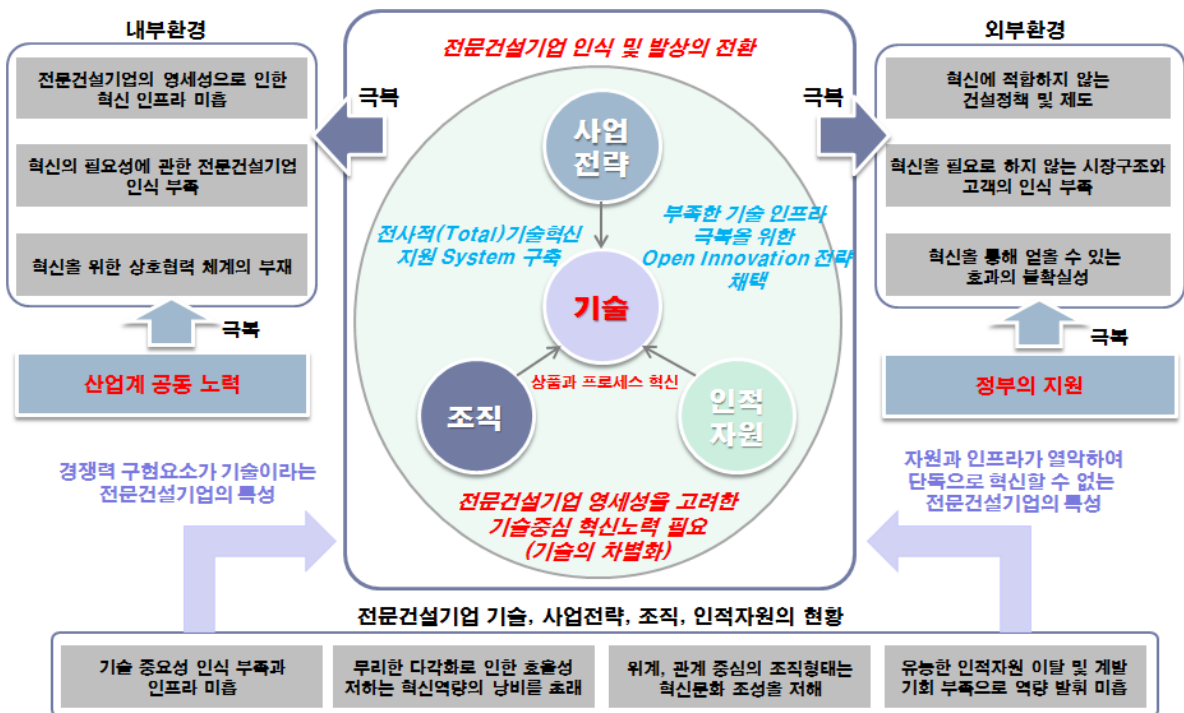 내부환경
전문건설기업의 영세성으로 인한
혁신 인프라 미흡
혁신의 필요성에 관한 전문건설기업
인식 부족
혁신을 위한 상호협력 체계의 부재
극복
산업계 공동 노력
극복
전문건설기업 인식 및 발상의 전환
사업
전략
전사적(Total)기술혁신
지원 System 구축
부족한 기술 인프라
극복을 위한
Open Innovation 전략
채택
기술
상품과 프로세스 혁신
조직
인적
자원
전문건설기업 영세성을 고려한
기술중심 혁신노력 필요
(기술의 차별화)
극복
외부환경
혁신에 적합하지 않는
건설정책 및 제도
혁신을 필요로 하지 않는 시장구조와
고객의 인식 부족
혁신을 통해 얻을 수 있는
효과의 불확실성
극복
정부의 지원
경쟁력 구현요소가 기술이라는
전문건설기업의 특성
자원과 인프라가 열악하여
단독으로 혁신할 수 없는
전문건설기업의 특성
전문건설기업 기술, 사업전략, 조직, 인적자원의 현황
기술 중요성 인식 부족과
인프라 미흡
무리한 다각화로 인한 효율성
저하는 혁신역량의 낭비를 초래
위계, 관계 중심의 조직형태는
혁신문화 조성을 저해
유능한 인적자원 이탈 및 계발
기회 부족으로 역량 발휘 미흡